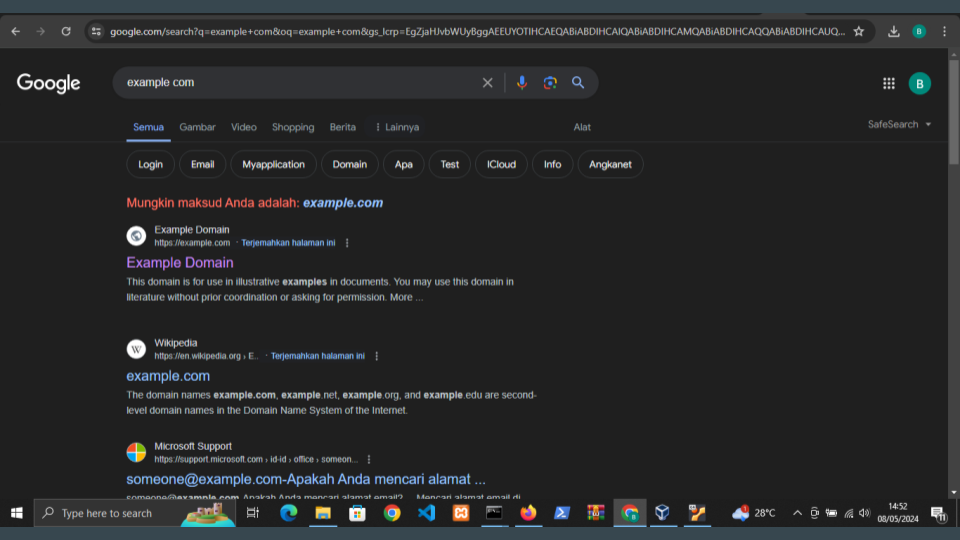 google.com/search?q=example+com&oq=example+com&gs_lcrp=EgZjaHJvbWUyBggAEEUYOTIHCAEQABiABDIHCAIQABiABDIHCAMQABiABDIHCAQQABiABDIHCAUQ...
B
Google
example com
B
Semua Gambar Video Shopping Berita Lainnya Alat SafeSearch
Login Email Myapplication Domain Apa Test ICloud Info Angkanet
Mungkin maksud Anda adalah: example.com
Example Domain
https://example.com · Terjemahkan halaman ini
Example Domain
This domain is for use in illustrative examples in documents. You may use this domain in
literature without prior coordination or asking for permission. More ...
W
Wikipedia
https://en.wikipedia.org › E... · Terjemahkan halaman ini
example.com
The domain names example.com, example.net, example.org, and example.edu are second-
level domain names in the Domain Name System of the Internet.
Microsoft Support
https://support.microsoft.com › id-id › office › someon...
someone@example.com-Apakah Anda mencari alamat ...
someone@example.com-Apakah Anda mencari alamat email? ... Mencari alamat email di
Type here to search
1
28°C
14:52
08/05/2024
11